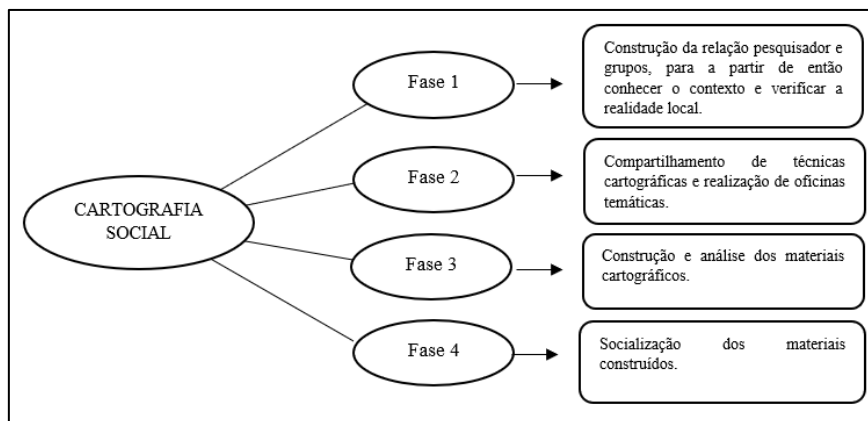 CARTOGRAFIA
SOCIAL
Fase 1
Construção da relação pesquisador e
grupos, para a partir de então
conhecer o contexto e verificar a
realidade local.
Fase 2
Compartilhamento de técnicas
cartográficas e realização de oficinas
temáticas.
Fase 3
Construção e análise dos materiais
cartográficos.
Fase 4
Socialização dos materiais
construídos.